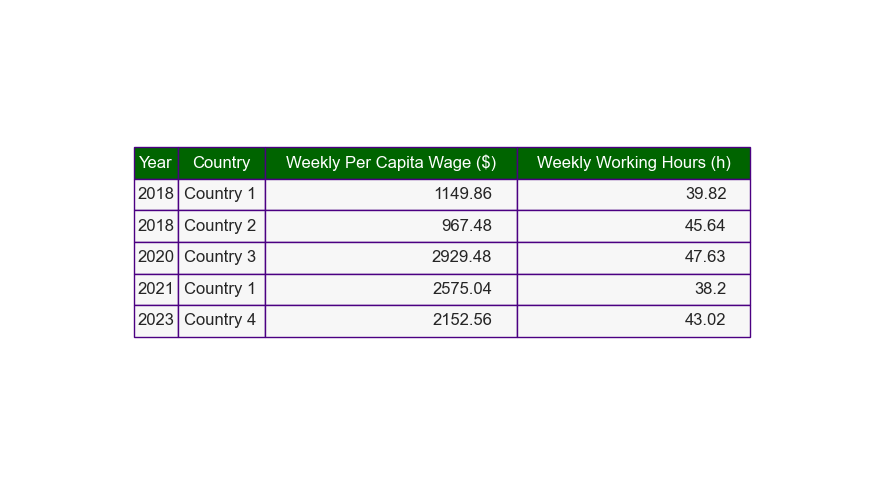 Year Country Weekly Per Capita Wage ($) Weekly Working Hours (h)
2018 Country 1 1149.86 39.82
2018 Country 2 967.48 45.64
2020 Country 3 2929.48 47.63
2021 Country 1 2575.04 38.2
2023 Country 4 2152.56 43.02